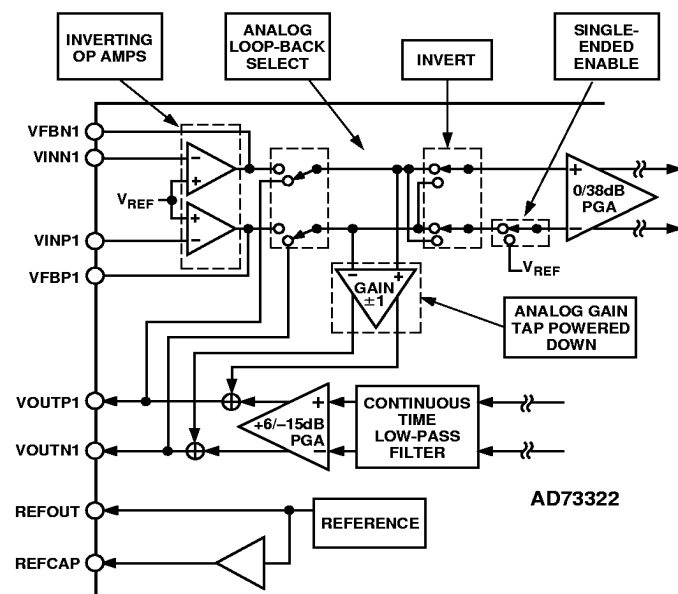 INVERTING
OP AMPS
ANALOG
LOOP-BACK
SELECT
INVERT
SINGLE-
ENDED
ENABLE
VFBN1
VINN1
VREF
VINP1
VFBP1
–
+
+
–
+
0/38dB
PGA
–
VREF
–
+
GAIN
±1
ANALOG GAIN
TAP POWERED
DOWN
VOUTP1
VOUTN1
+
+6/–15dB
PGA
–
CONTINUOUS
TIME
LOW-PASS
FILTER
REFOUT
REFERENCE
AD73322
REFCAP